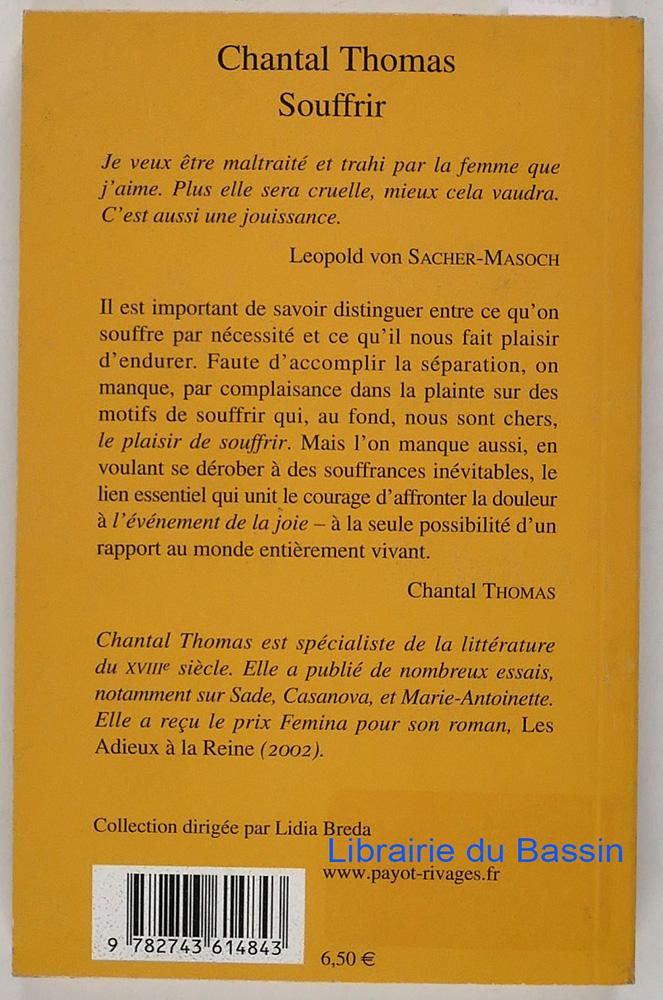 Chantal Thomas
Souffrir
Je veux être maltraité et trahi par la femme que
j'aime. Plus elle sera cruelle, mieux cela vaudra.
C'est aussi une jouissance.
Leopold von SACHER-MASOCH
Il est important de savoir distinguer entre ce qu'on
souffre par nécessité et ce qu'il nous fait plaisir
d'endurer. Faute d'accomplir la séparation, on
manque, par complaisance dans la plainte sur des
motifs de souffrir qui, au fond, nous sont chers,
le plaisir de souffrir. Mais l'on manque aussi, en
voulant se dérober à des souffrances inévitables, le
lien essentiel qui unit le courage d'affronter la douleur
à l'événement de la joie – à la seule possibilité d'un
rapport au monde entièrement vivant.
Chantal THOMAS
Chantal Thomas est spécialiste de la littérature
du XVIIIe siècle. Elle a publié de nombreux essais,
notamment sur Sade, Casanova, et Marie-Antoinette.
Elle a reçu le prix Femina pour son roman, Les
Adieux à la Reine (2002).
Collection dirigée par Lidia Breda
Librairie du Bassin
www.payot-rivages.fr
9 782743 614843
6,50 €